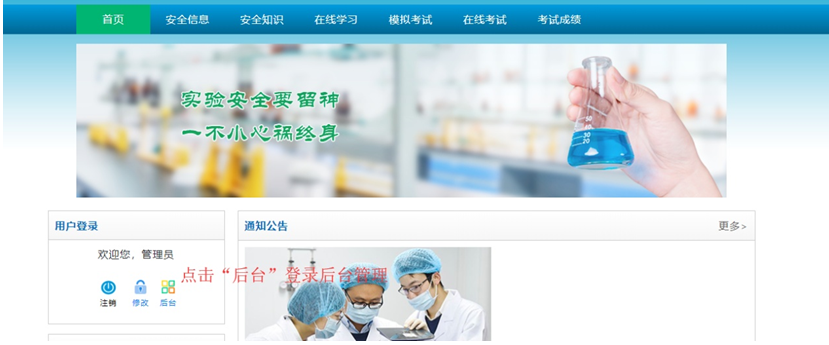 首页 安全信息 安全知识 在线学习 模拟考试 在线考试 考试成绩
实验安全要留神
一不小心祸终身
50
30
20
用户登录
欢迎您，管理员
注销 修改 后台
点击“后台”登录后台管理
通知公告 更多>